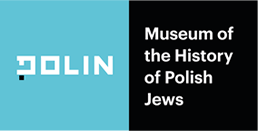 POLIN
Museum of
the History
of Polish
Jews